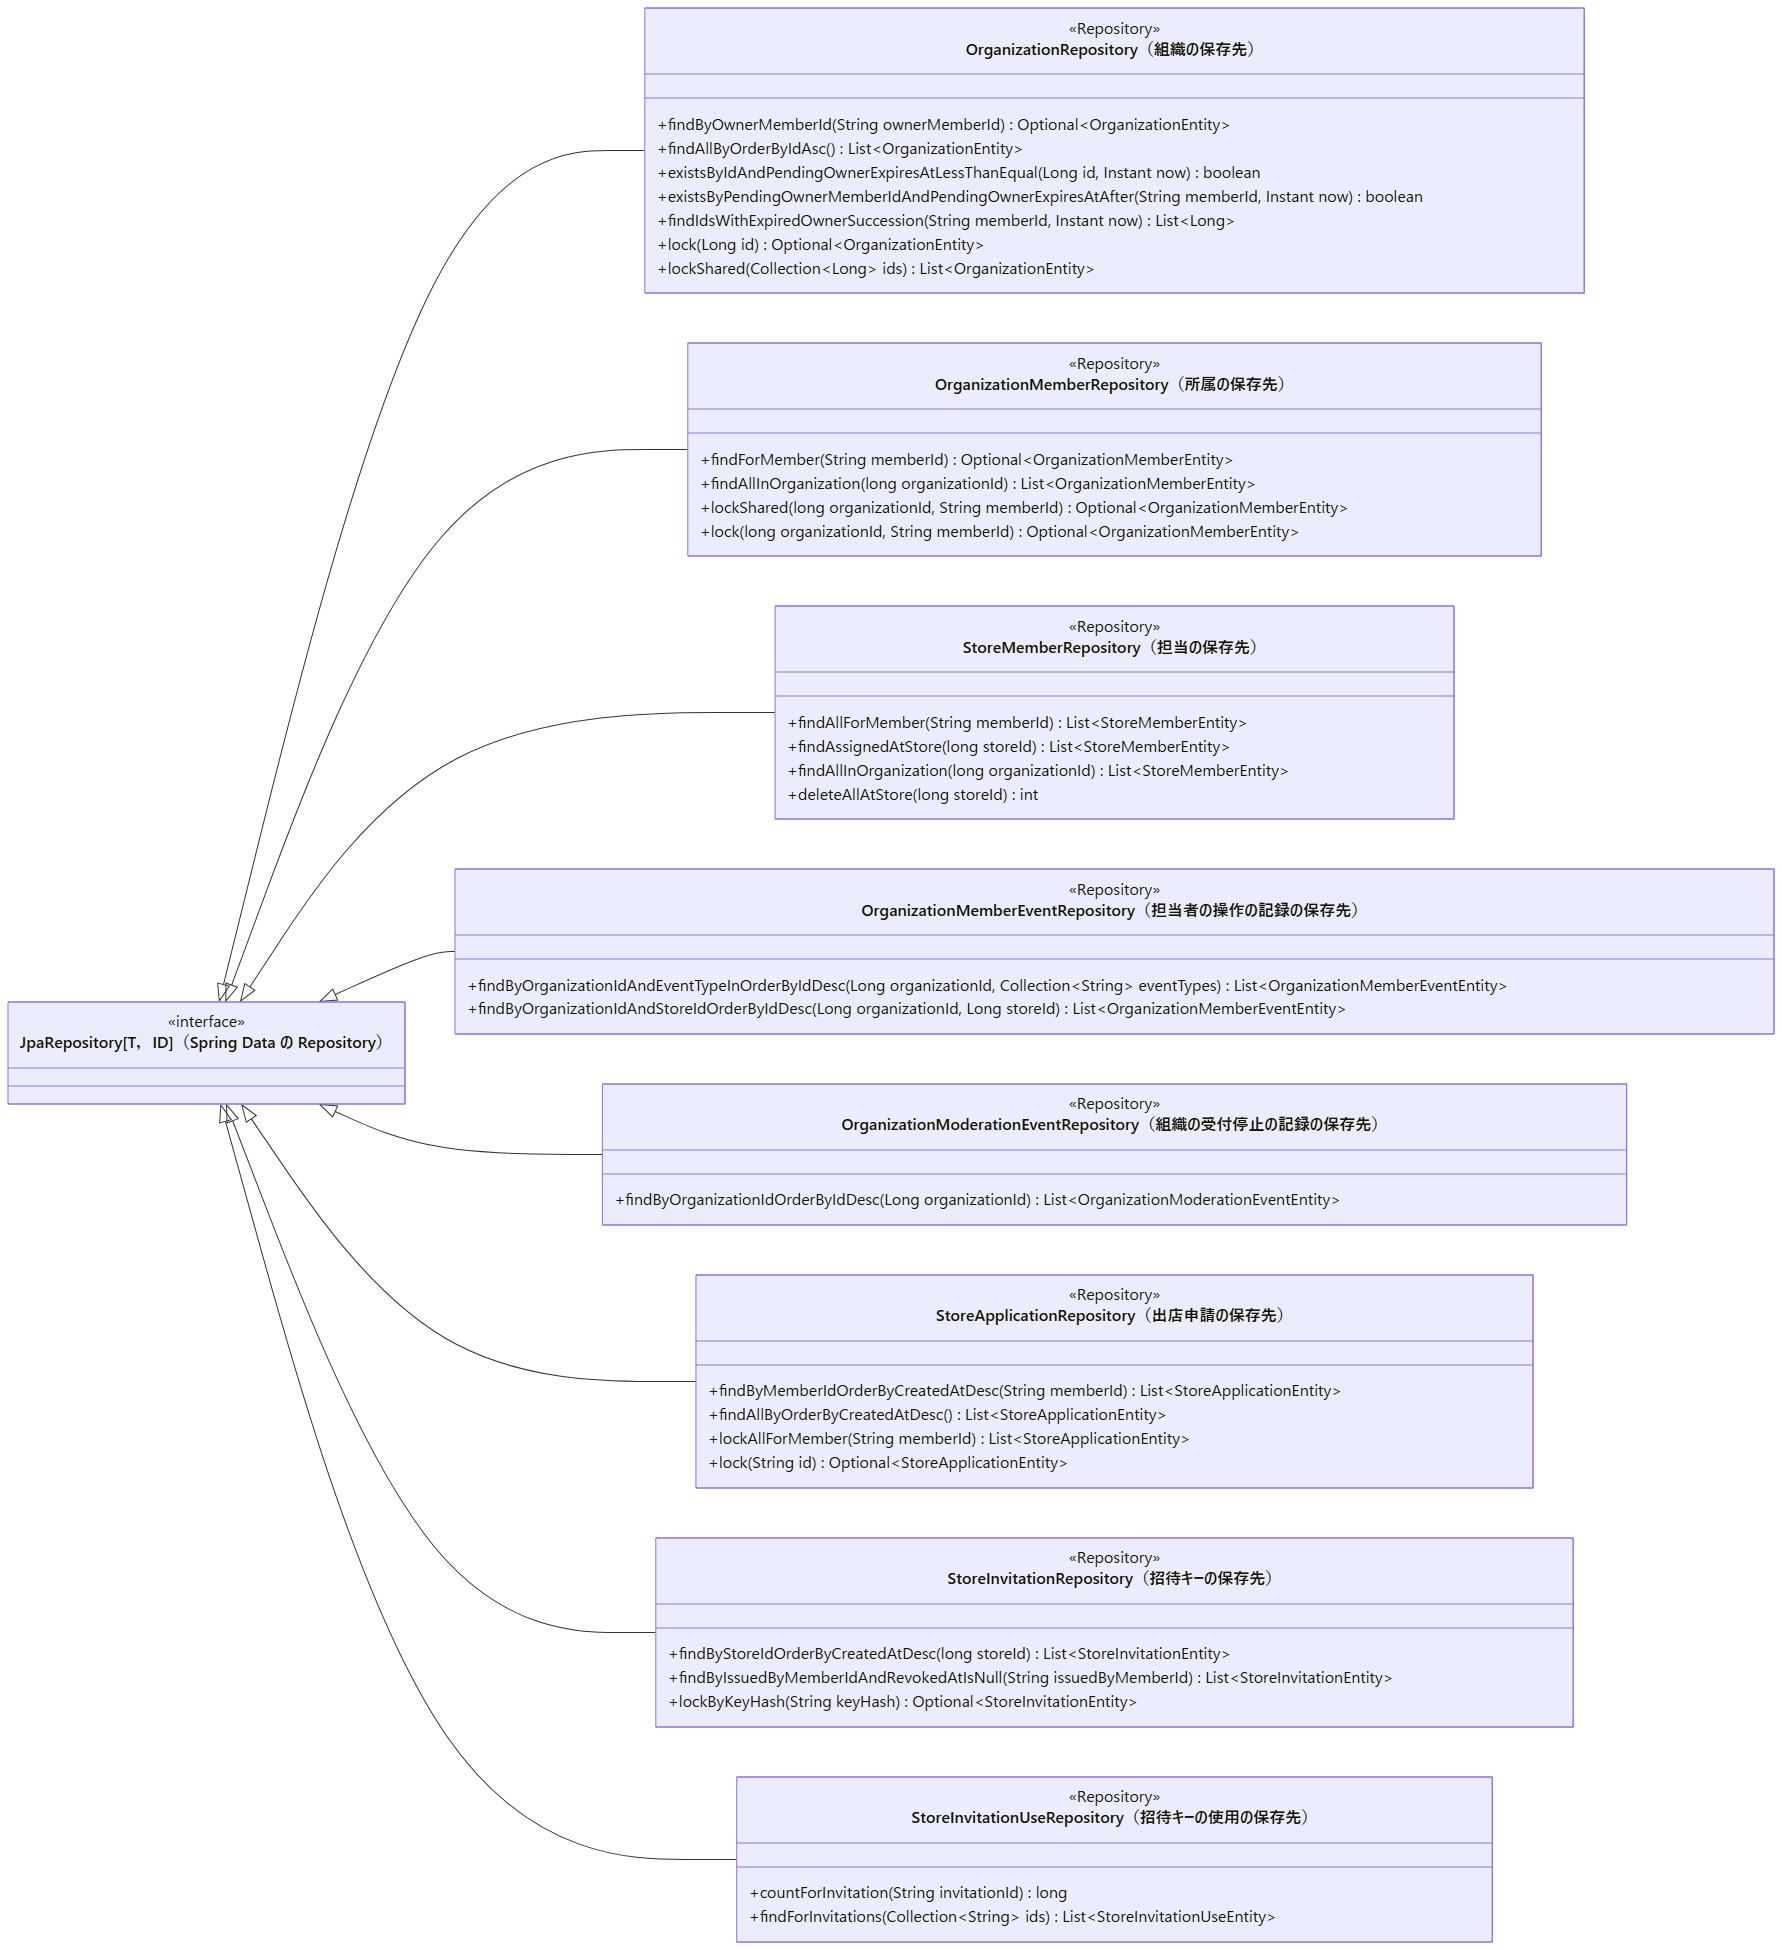 «Repository»
OrganizationRepository（組織の保存先）
+findByOwnerMemberId(String ownerMemberId) : Optional<OrganizationEntity>
+findAllByOrderByIdAsc() : List<OrganizationEntity>
+existsByIdAndPendingOwnerExpiresAtLessThanEqual(Long id, Instant now) : boolean
+existsByPendingOwnerMemberIdAndPendingOwnerExpiresAtAfter(String memberId, Instant now) : boolean
+findIdsWithExpiredOwnerSuccession(String memberId, Instant now) : List<Long>
+lock(Long id) : Optional<OrganizationEntity>
+lockShared(Collection<Long> ids) : List<OrganizationEntity>
«Repository»
OrganizationMemberRepository（所属の保存先）
+findForMember(String memberId) : Optional<OrganizationMemberEntity>
+findAllInOrganization(long organizationId) : List<OrganizationMemberEntity>
+lockShared(long organizationId, String memberId) : Optional<OrganizationMemberEntity>
+lock(long organizationId, String memberId) : Optional<OrganizationMemberEntity>
«Repository»
StoreMemberRepository（担当の保存先）
+findAllForMember(String memberId) : List<StoreMemberEntity>
+findAssignedAtStore(long storeId) : List<StoreMemberEntity>
+findAllInOrganization(long organizationId) : List<StoreMemberEntity>
+deleteAllAtStore(long storeId) : int
«Repository»
OrganizationMemberEventRepository（担当者の操作の記録の保存先）
+findByOrganizationIdAndEventTypeInOrderByIdDesc(Long organizationId, Collection<String> eventTypes) : List<OrganizationMemberEventEntity>
+findByOrganizationIdAndStoreIdOrderByIdDesc(Long organizationId, Long storeId) : List<OrganizationMemberEventEntity>
«interface»
JpaRepository[T，ID]（Spring Data の Repository）
«Repository»
OrganizationModerationEventRepository（組織の受付停止の記録の保存先）
+findByOrganizationIdOrderByIdDesc(Long organizationId) : List<OrganizationModerationEventEntity>
«Repository»
StoreApplicationRepository（出店申請の保存先）
+findByMemberIdOrderByCreatedAtDesc(String memberId) : List<StoreApplicationEntity>
+findAllByOrderByCreatedAtDesc() : List<StoreApplicationEntity>
+lockAllForMember(String memberId) : List<StoreApplicationEntity>
+lock(String id) : Optional<StoreApplicationEntity>
«Repository»
StoreInvitationRepository（招待キーの保存先）
+findByStoreIdOrderByCreatedAtDesc(long storeId) : List<StoreInvitationEntity>
+findByIssuedByMemberIdAndRevokedAtIsNull(String issuedByMemberId) : List<StoreInvitationEntity>
+lockByKeyHash(String keyHash) : Optional<StoreInvitationEntity>
«Repository»
StoreInvitationUseRepository（招待キーの使用の保存先）
+countForInvitation(String invitationId) : long
+findForInvitations(Collection<String> ids) : List<StoreInvitationUseEntity>